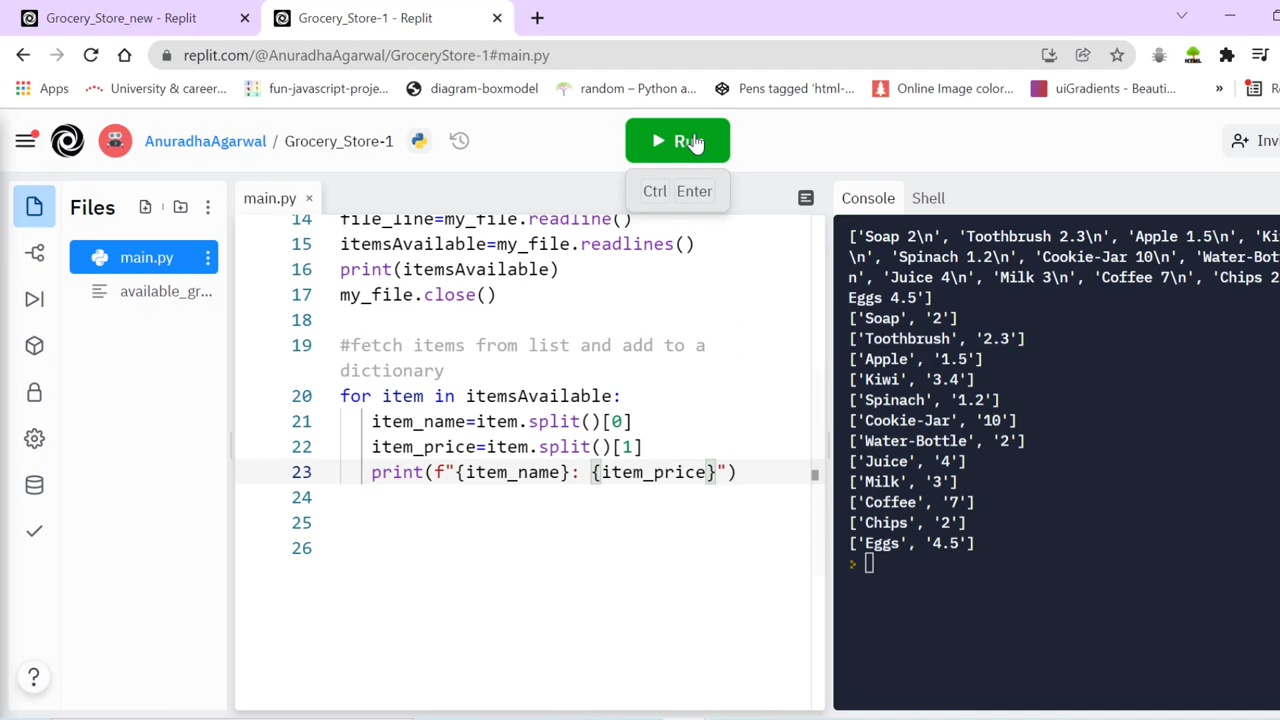 Grocery_Store_new - Replit
Grocery_Store-1 - Replit
replit.com/@AnuradhaAgarwal/GroceryStore-1#main.py
Apps
University & career...
fun-javascript-proje...
diagram-boxmodel
random – Python a...
Pens tagged 'html-...
Online Image color...
uiGradients - Beauti...
»
AnuradhaAgarwal / Grocery_Store-1
Ctrl Enter
Files
main.py
available_gr...
main.py
14 file_line=my_file.readline()
15 itemsAvailable=my_file.readlines()
16 print(itemsAvailable)
17 my_file.close()
18
19 #fetch items from list and add to a
dictionary
20 for item in itemsAvailable:
21 item_name=item.split()[0]
22 item_price=item.split()[1]
23 print(f"{item_name}: {item_price}")
24
25
26
Console Shell
['Soap 2\n', 'Toothbrush 2.3\n', 'Apple 1.5\n', 'Ki
\n', 'Spinach 1.2\n', 'Cookie-Jar 10\n', 'Water-Bot
n', 'Juice 4\n', 'Milk 3\n', 'Coffee 7\n', 'Chips 2
Eggs 4.5']
['Soap', '2']
['Toothbrush', '2.3']
['Apple', '1.5']
['Kiwi', '3.4']
['Spinach', '1.2']
['Cookie-Jar', '10']
['Water-Bottle', '2']
['Juice', '4']
['Milk', '3']
['Coffee', '7']
['Chips', '2']
['Eggs', '4.5']
?